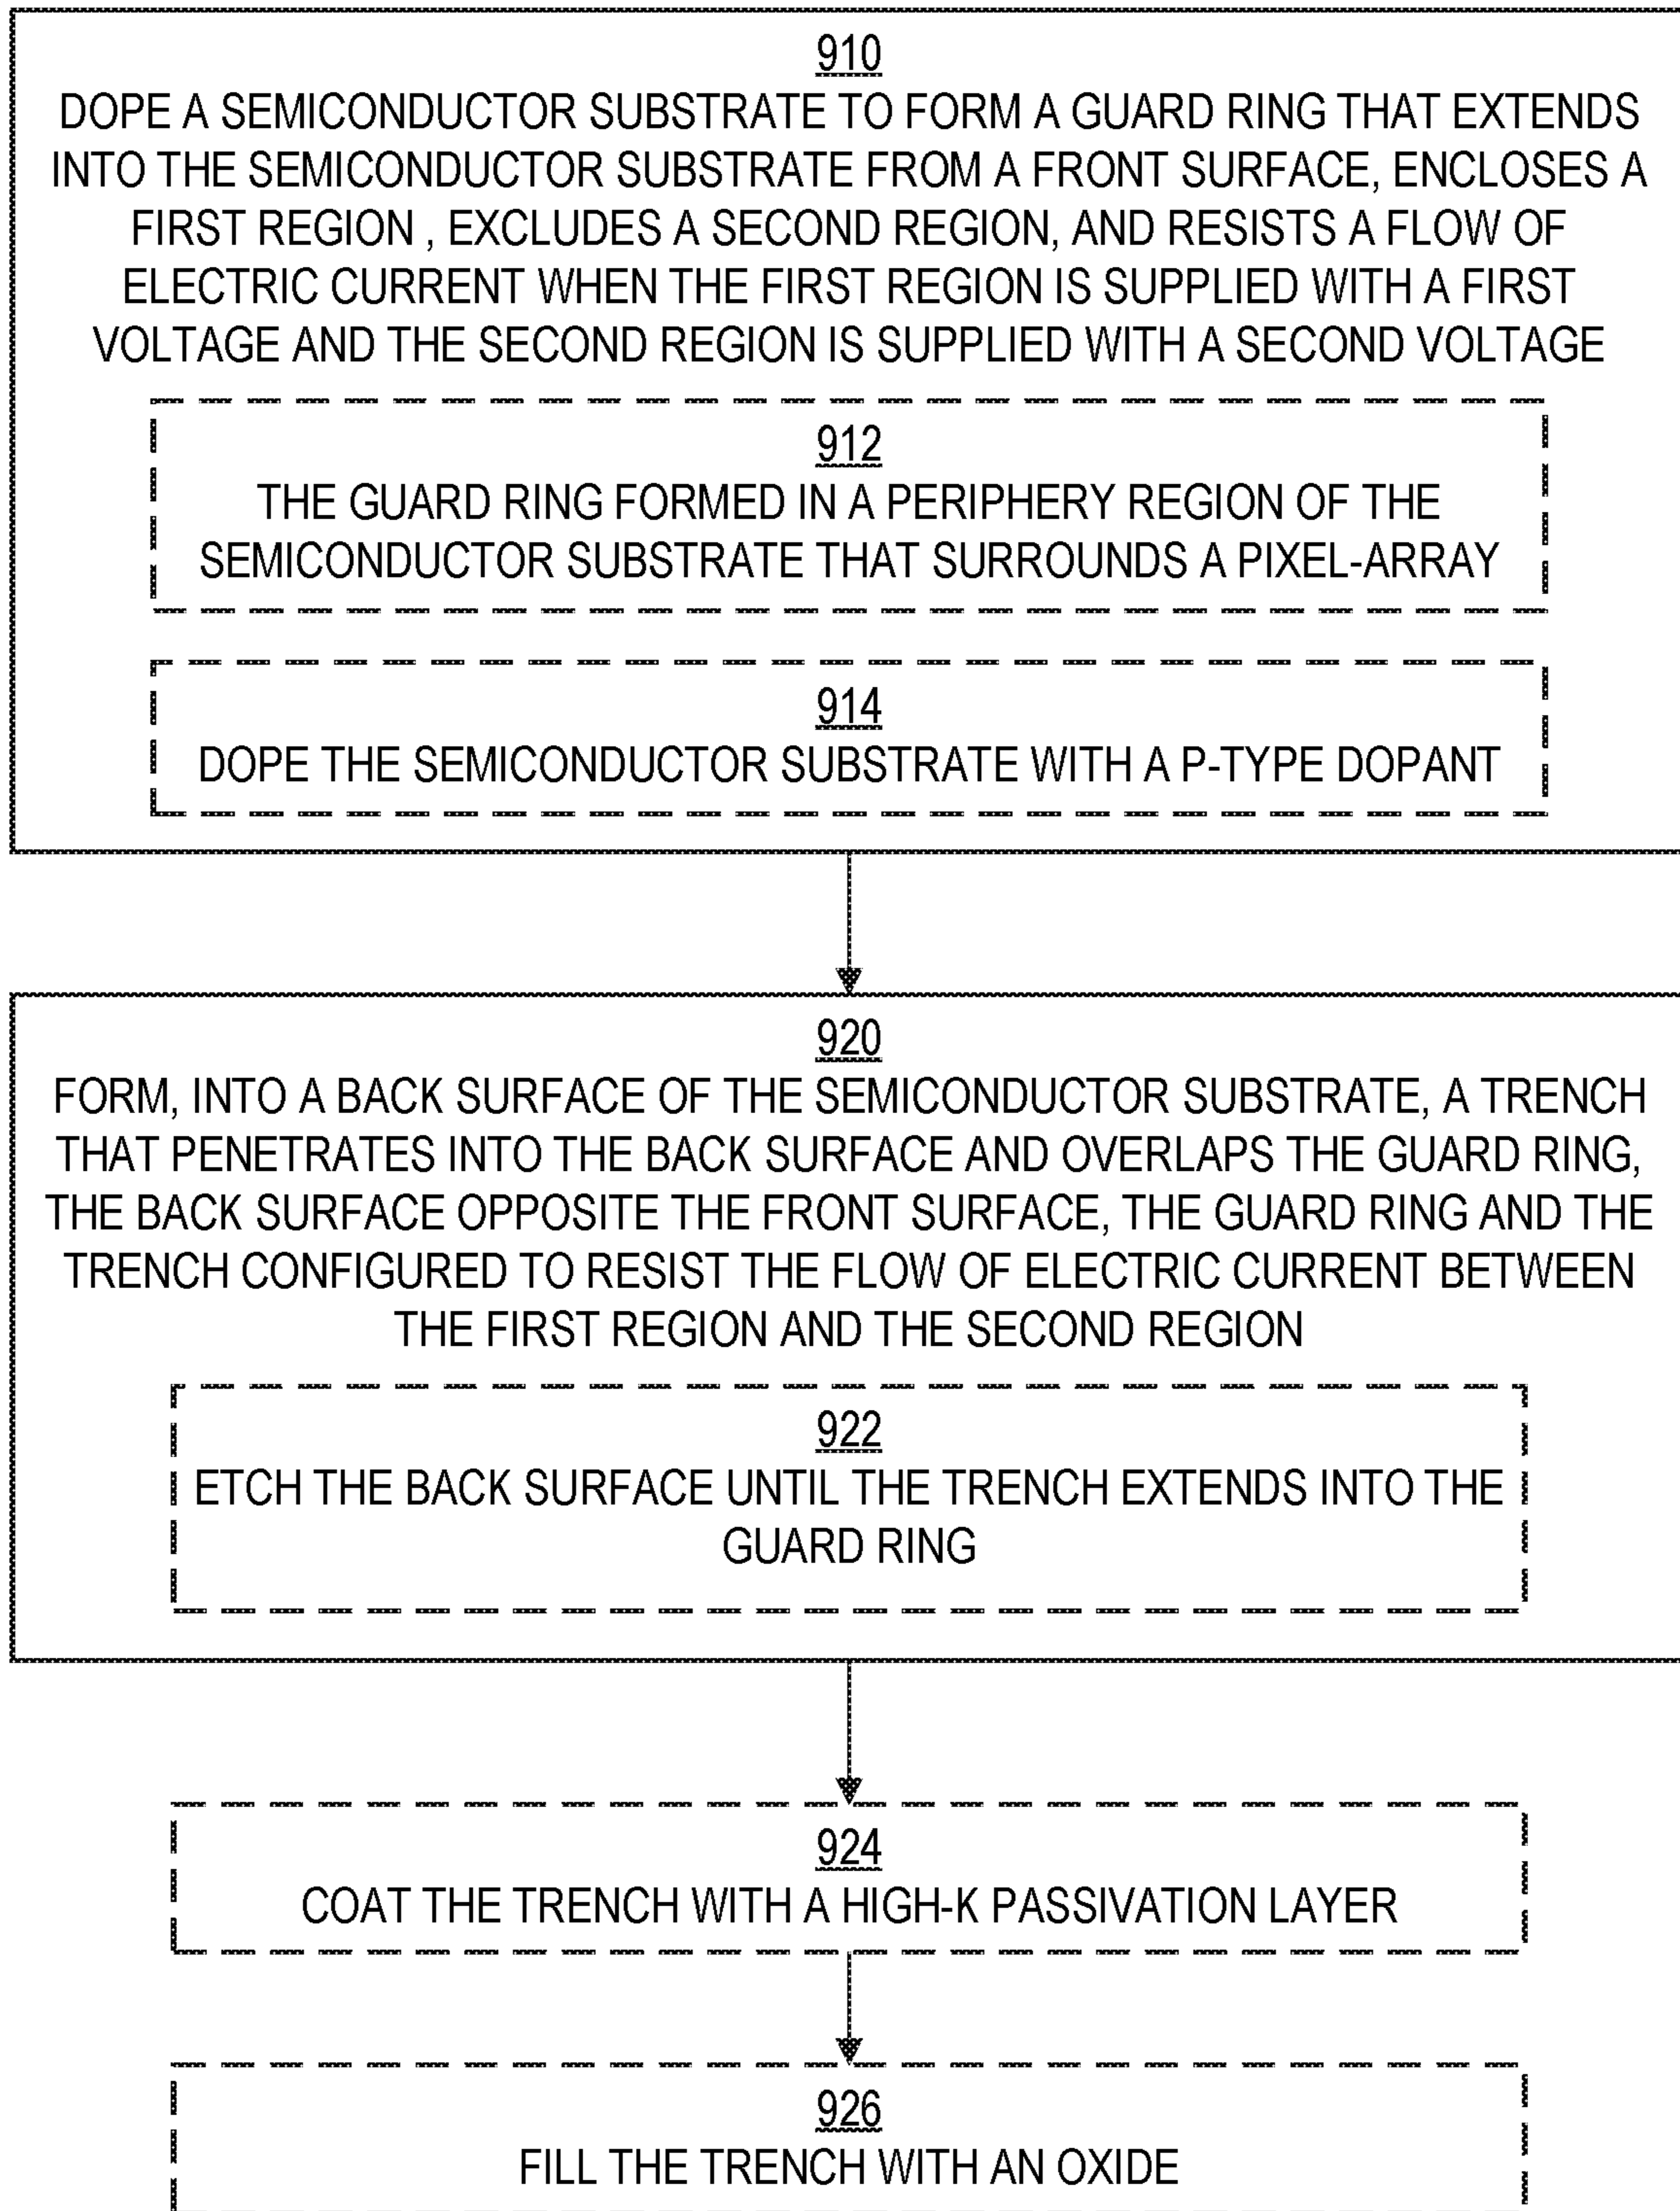 910
DOPE A SEMICONDUCTOR SUBSTRATE TO FORM A GUARD RING THAT EXTENDS
INTO THE SEMICONDUCTOR SUBSTRATE FROM A FRONT SURFACE, ENCLOSES A
FIRST REGION , EXCLUDES A SECOND REGION, AND RESISTS A FLOW OF
ELECTRIC CURRENT WHEN THE FIRST REGION IS SUPPLIED WITH A FIRST
VOLTAGE AND THE SECOND REGION IS SUPPLIED WITH A SECOND VOLTAGE
912
THE GUARD RING FORMED IN A PERIPHERY REGION OF THE
SEMICONDUCTOR SUBSTRATE THAT SURROUNDS A PIXEL-ARRAY
914
DOPE THE SEMICONDUCTOR SUBSTRATE WITH A P-TYPE DOPANT
920
FORM, INTO A BACK SURFACE OF THE SEMICONDUCTOR SUBSTRATE, A TRENCH
THAT PENETRATES INTO THE BACK SURFACE AND OVERLAPS THE GUARD RING,
THE BACK SURFACE OPPOSITE THE FRONT SURFACE, THE GUARD RING AND THE
TRENCH CONFIGURED TO RESIST THE FLOW OF ELECTRIC CURRENT BETWEEN
THE FIRST REGION AND THE SECOND REGION
922
ETCH THE BACK SURFACE UNTIL THE TRENCH EXTENDS INTO THE
GUARD RING
924
COAT THE TRENCH WITH A HIGH-K PASSIVATION LAYER
926
FILL THE TRENCH WITH AN OXIDE